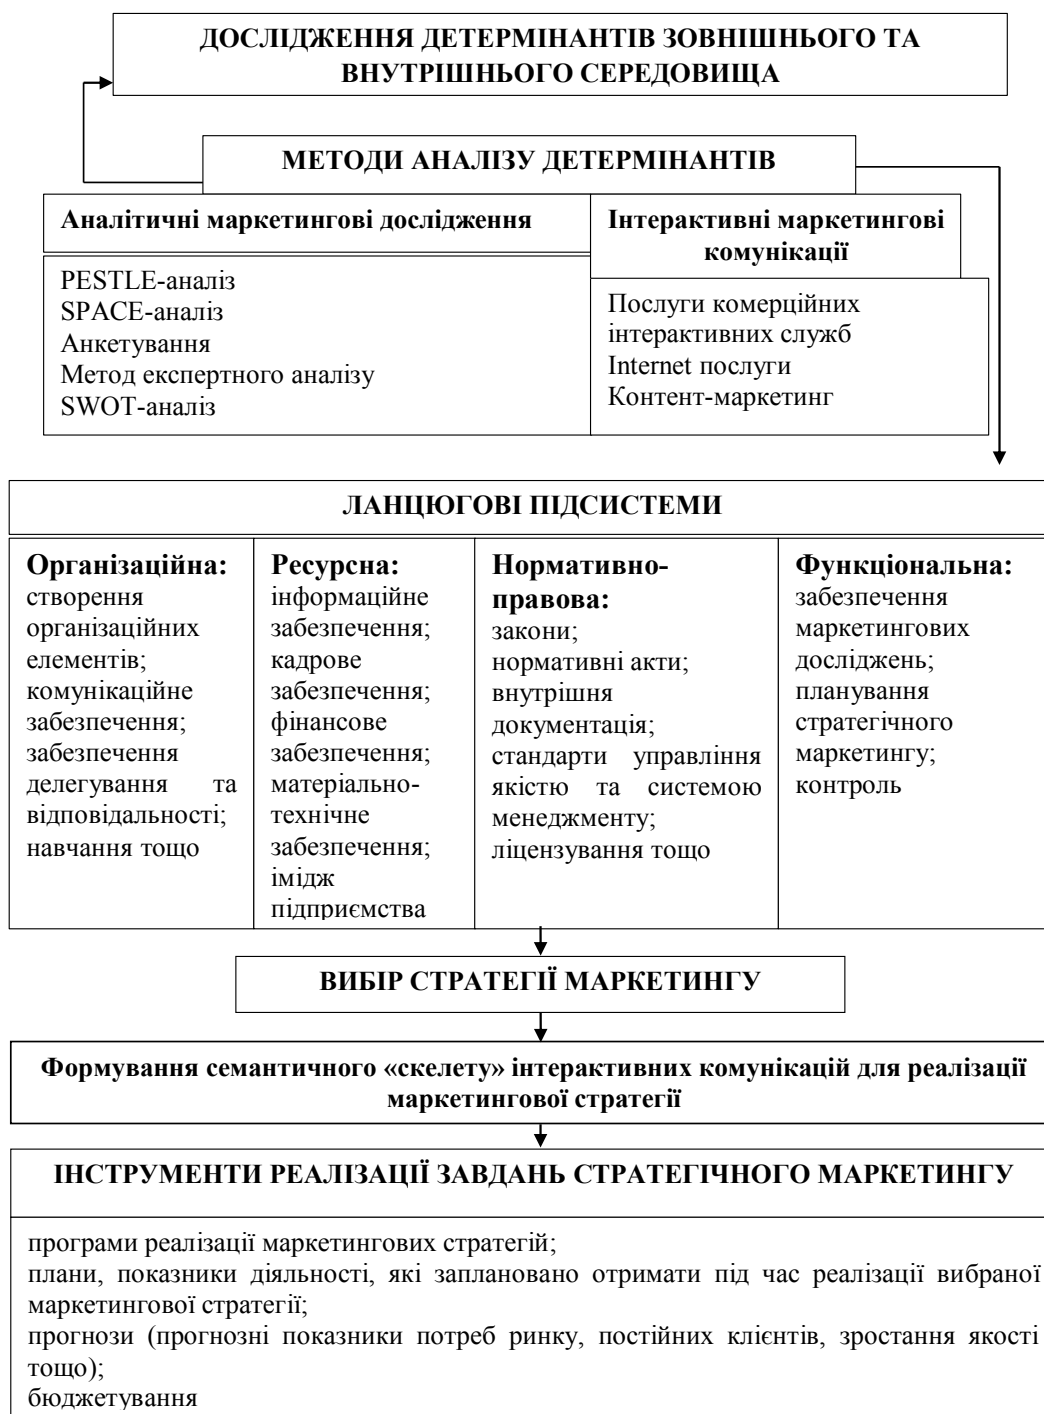 ДОСЛІДЖЕННЯ ДЕТЕРМІНАНТІВ ЗОВНІШНЬОГО ТА
ВНУТРІШНЬОГО СЕРЕДОВИЩА
МЕТОДИ АНАЛІЗУ ДЕТЕРМІНАНТІВ
Аналітичні маркетингові дослідження
PESTLE-аналіз
SPACE-аналіз
Анкетування
Метод експертного аналізу
SWOT-аналіз
Інтерактивні маркетингові
комунікації
Послуги комерційних
інтерактивних служб
Internet послуги
Контент-маркетинг
ЛАНЦЮГОВІ ПІДСИСТЕМИ
Організаційна:
створення
організаційних
елементів;
комунікаційне
забезпечення;
забезпечення
делегування та
відповідальності;
навчання тощо
Ресурсна:
інформаційне
забезпечення;
кадрове
забезпечення;
фінансове
забезпечення;
матеріально-
технічне
забезпечення;
імідж
підприємства
Нормативно-
правова:
закони;
нормативні акти;
внутрішня
документація;
стандарти управління
якістю та системою
менеджменту;
ліцензування тощо
Функціональна:
забезпечення
маркетингових
досліджень;
планування
стратегічного
маркетингу;
контроль
ВИБІР СТРАТЕГІЇ МАРКЕТИНГУ
Формування семантичного «скелету» інтерактивних комунікацій для реалізації
маркетингової стратегії
ІНСТРУМЕНТИ РЕАЛІЗАЦІЇ ЗАВДАНЬ СТРАТЕГІЧНОГО МАРКЕТИНГУ
програми реалізації маркетингових стратегій;
плани, показники діяльності, які заплановано отримати під час реалізації вибраної
маркетингової стратегії;
прогнози (прогнозні показники потреб ринку, постійних клієнтів, зростання якості
тощо);
бюджетування